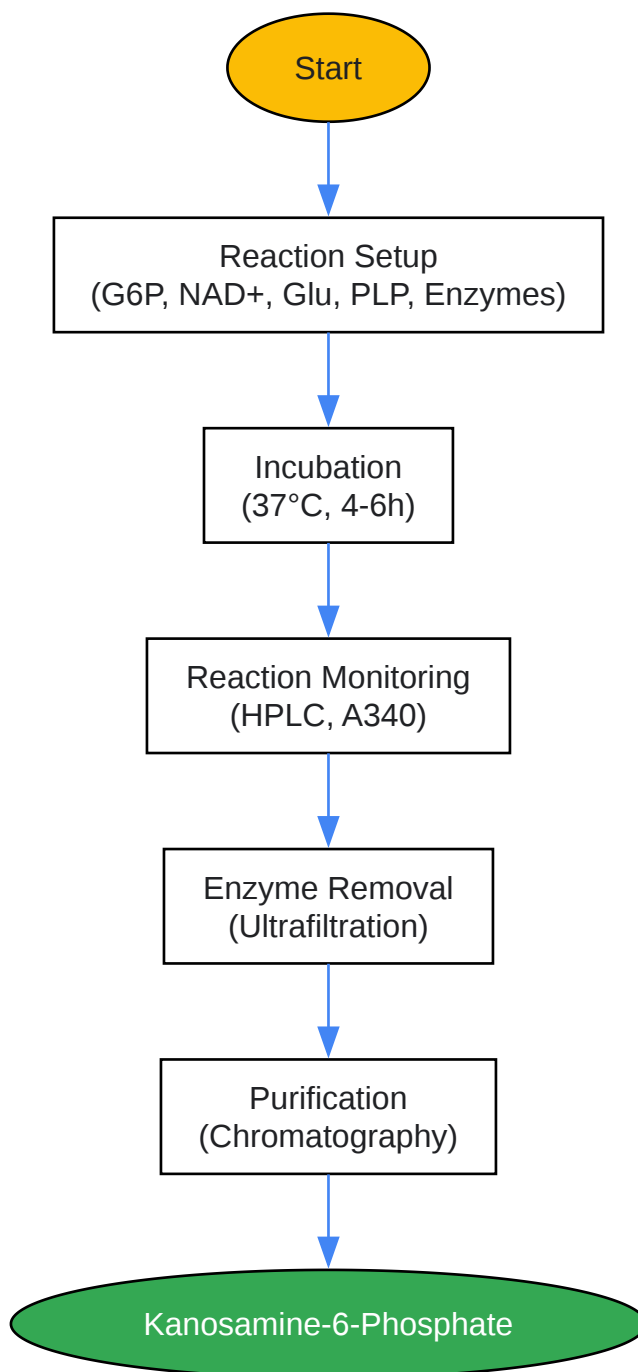 Start
Reaction Setup
(G6P, NAD+, Glu, PLP, Enzymes)
Incubation
(37°C, 4-6h)
Reaction Monitoring
(HPLC, A340)
Enzyme Removal
(Ultrafiltration)
Purification
(Chromatography)
Kanosamine-6-Phosphate